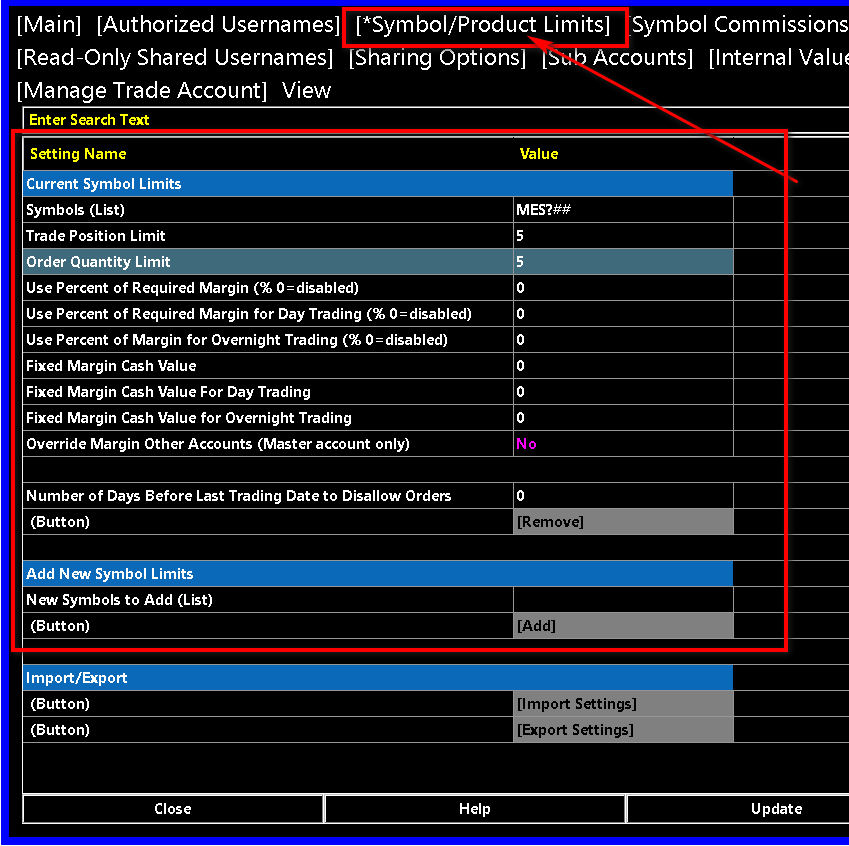 [Main] [Authorized Usernames] [*Symbol/Product Limits] [Symbol Commissions
[Read-Only Shared Usernames] [Sharing Options] [Sub Accounts] [Internal Value
[Manage Trade Account] View
Enter Search Text
Setting Name Value
Current Symbol Limits
Symbols (List) MES?##
Trade Position Limit 5
Order Quantity Limit 5
Use Percent of Required Margin (% 0=disabled) 0
Use Percent of Required Margin for Day Trading (% 0=disabled) 0
Use Percent of Margin for Overnight Trading (% 0=disabled) 0
Fixed Margin Cash Value 0
Fixed Margin Cash Value For Day Trading 0
Fixed Margin Cash Value for Overnight Trading 0
Override Margin Other Accounts (Master account only) No
Number of Days Before Last Trading Date to Disallow Orders 0
(Button) [Remove]
Add New Symbol Limits
New Symbols to Add (List)
(Button) [Add]
Import/Export
(Button) [Import Settings]
(Button) [Export Settings]
Close Help Update